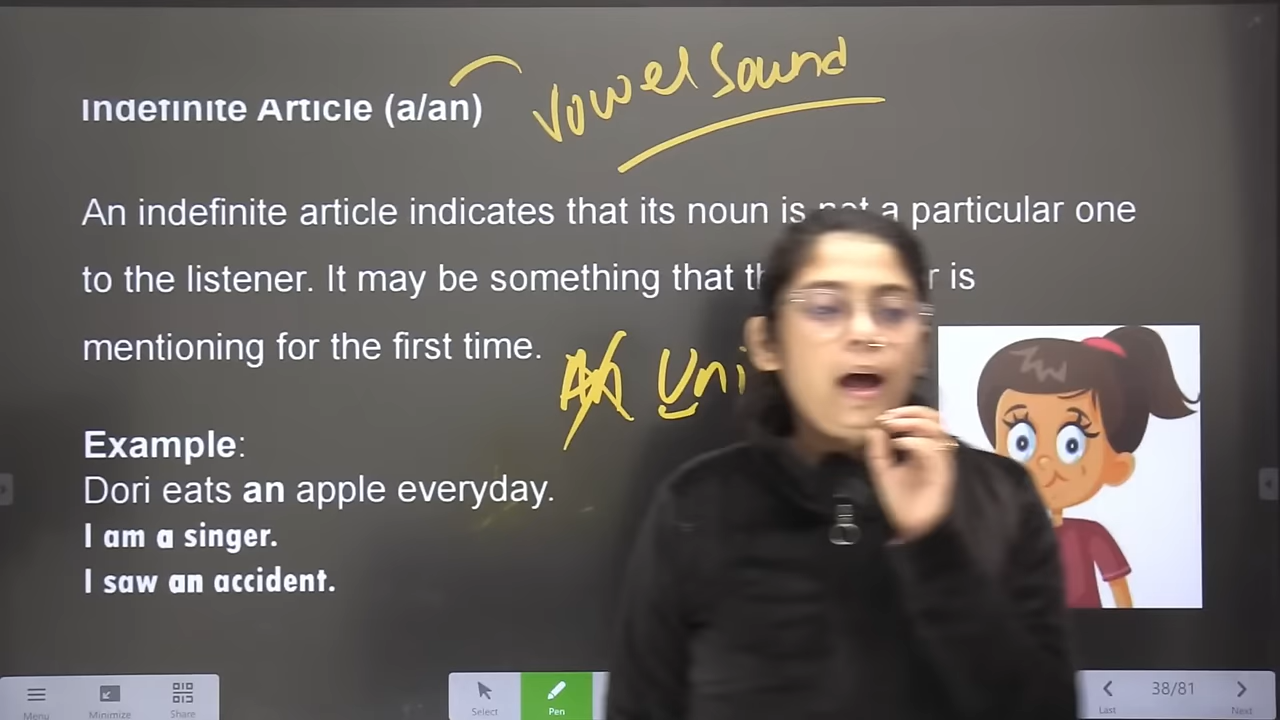 Indefinite Article (a/an)
Vowel Sound
An indefinite article indicates that its noun is not a particular one
to the listener. It may be something that is
mentioning for the first time.
Uni
Example:
Dori eats an apple everyday.
I am a singer.
I saw an accident.
Menu
Minimize
Share
Select
Pen
38/81
Last
Next